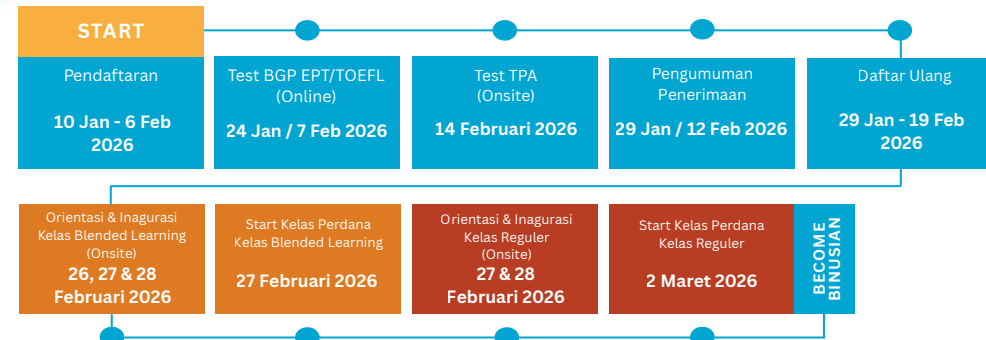 START
Pendaftaran
10 Jan - 6 Feb
2026
Test BGP EPT/TOEFL
(Online)
24 Jan / 7 Feb 2026
Test TPA
(Onsite)
14 Februari 2026
Pengumuman
Penerimaan
29 Jan / 12 Feb 2026
Daftar Ulang
29 Jan - 19 Feb
2026
Orientasi & Inagurasi
Kelas Blended Learning
(Onsite)
26, 27 & 28
Februari 2026
Start Kelas Perdana
Kelas Blended Learning
27 Februari 2026
Orientasi & Inagurasi
Kelas Reguler
(Onsite)
27 & 28
Februari 2026
Start Kelas Perdana
Kelas Reguler
2 Maret 2026
BECOME
BINUSIAN